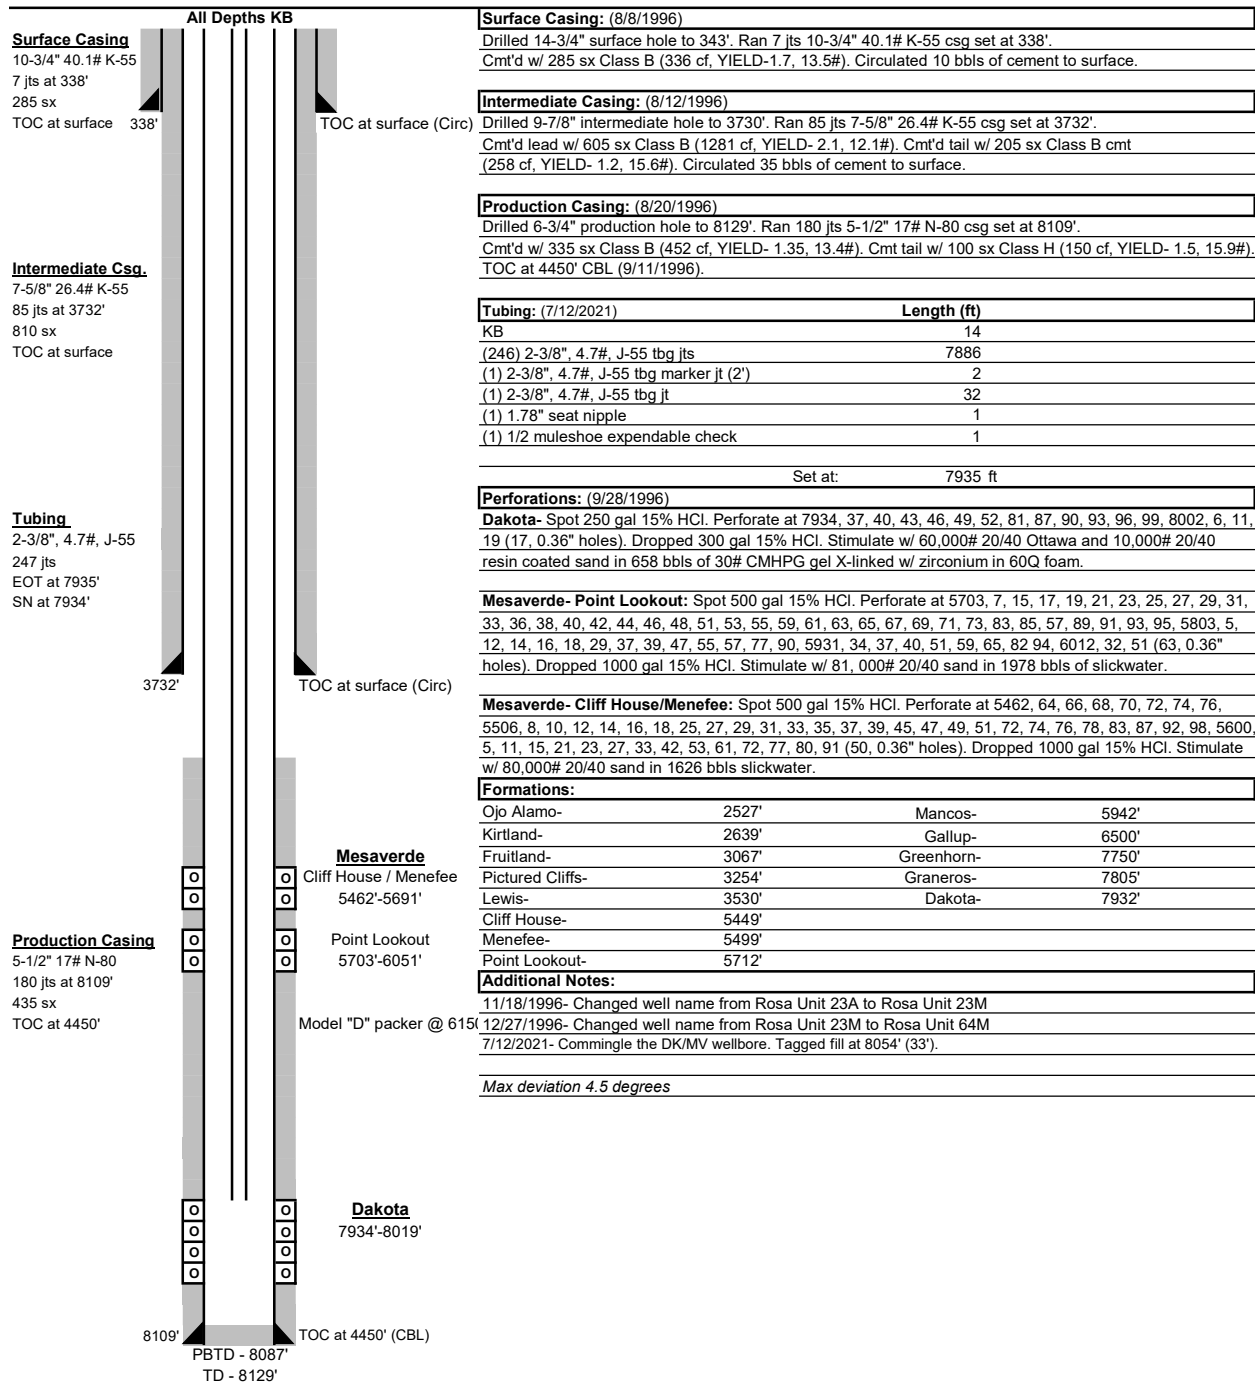 All Depths KB
Surface Casing
10-3/4" 40.1# K-55
7 jts at 338'
285 sx
TOC at surface
338'
TOC at surface (Circ)
Intermediate Csg.
7-5/8" 26.4# K-55
85 jts at 3732'
810 sx
TOC at surface
Tubing
2-3/8", 4.7#, J-55
247 jts
EOT at 7935'
SN at 7934'
3732'
TOC at surface (Circ)
Mesaverde
O O Cliff House / Menefee
O O 5462'-5691'
Production Casing
5-1/2" 17# N-80
180 jts at 8109'
435 sx
TOC at 4450'
O O Point Lookout
O O 5703'-6051'
Model "D" packer @ 6150
Dakota
7934'-8019'
O O
O O
O O
O O
8109'
TOC at 4450' (CBL)
PBTD - 8087'
TD - 8129'
Surface Casing: (8/8/1996)
Drilled 14-3/4" surface hole to 343'. Ran 7 jts 10-3/4" 40.1# K-55 csg set at 338'.
Cmt'd w/ 285 sx Class B (336 cf, YIELD-1.7, 13.5#). Circulated 10 bbls of cement to surface.
Intermediate Casing: (8/12/1996)
Drilled 9-7/8" intermediate hole to 3730'. Ran 85 jts 7-5/8" 26.4# K-55 csg set at 3732'.
Cmt'd lead w/ 605 sx Class B (1281 cf, YIELD- 2.1, 12.1#). Cmt'd tail w/ 205 sx Class B cmt
(258 cf, YIELD- 1.2, 15.6#). Circulated 35 bbls of cement to surface.
Production Casing: (8/20/1996)
Drilled 6-3/4" production hole to 8129'. Ran 180 jts 5-1/2" 17# N-80 csg set at 8109'.
Cmt'd w/ 335 sx Class B (452 cf, YIELD- 1.35, 13.4#). Cmt tail w/ 100 sx Class H (150 cf, YIELD- 1.5, 15.9#).
TOC at 4450' CBL (9/11/1996).
Tubing: (7/12/2021) Length (ft)
KB 14
(246) 2-3/8", 4.7#, J-55 tbg jts 7886
(1) 2-3/8", 4.7#, J-55 tbg marker jt (2') 2
(1) 2-3/8", 4.7#, J-55 tbg jt 32
(1) 1.78" seat nipple 1
(1) 1/2 muleshoe expendable check 1
Set at: 7935 ft
Perforations: (9/28/1996)
Dakota- Spot 250 gal 15% HCl. Perforate at 7934, 37, 40, 43, 46, 49, 52, 81, 87, 90, 93, 96, 99, 8002, 6, 11,
19 (17, 0.36" holes). Dropped 300 gal 15% HCl. Stimulate w/ 60,000# 20/40 Ottawa and 10,000# 20/40
resin coated sand in 658 bbls of 30# CMHPG gel X-linked w/ zirconium in 60Q foam.
Mesaverde- Point Lookout: Spot 500 gal 15% HCl. Perforate at 5703, 7, 15, 17, 19, 21, 23, 25, 27, 29, 31,
33, 36, 38, 40, 42, 44, 46, 48, 51, 53, 55, 59, 61, 63, 65, 67, 69, 71, 73, 83, 85, 57, 89, 91, 93, 95, 5803, 5,
12, 14, 16, 18, 29, 37, 39, 47, 55, 57, 77, 90, 5931, 34, 37, 40, 51, 59, 65, 82 94, 6012, 32, 51 (63, 0.36"
holes). Dropped 1000 gal 15% HCl. Stimulate w/ 81, 000# 20/40 sand in 1978 bbls of slickwater.
Mesaverde- Cliff House/Menefee: Spot 500 gal 15% HCl. Perforate at 5462, 64, 66, 68, 70, 72, 74, 76,
5506, 8, 10, 12, 14, 16, 18, 25, 27, 29, 31, 33, 35, 37, 39, 45, 47, 49, 51, 72, 74, 76, 78, 83, 87, 92, 98, 5600,
5, 11, 15, 21, 23, 27, 33, 42, 53, 61, 72, 77, 80, 91 (50, 0.36" holes). Dropped 1000 gal 15% HCl. Stimulate
w/ 80,000# 20/40 sand in 1626 bbls slickwater.
Formations:
Ojo Alamo- 2527' Mancos- 5942'
Kirtland- 2639' Gallup- 6500'
Fruitland- 3067' Greenhorn- 7750'
Pictured Cliffs- 3254' Graneros- 7805'
Lewis- 3530' Dakota- 7932'
Cliff House- 5449'
Menefee- 5499'
Point Lookout- 5712'
Additional Notes:
11/18/1996- Changed well name from Rosa Unit 23A to Rosa Unit 23M
12/27/1996- Changed well name from Rosa Unit 23M to Rosa Unit 64M
7/12/2021- Commingle the DK/MV wellbore. Tagged fill at 8054' (33').
Max deviation 4.5 degrees